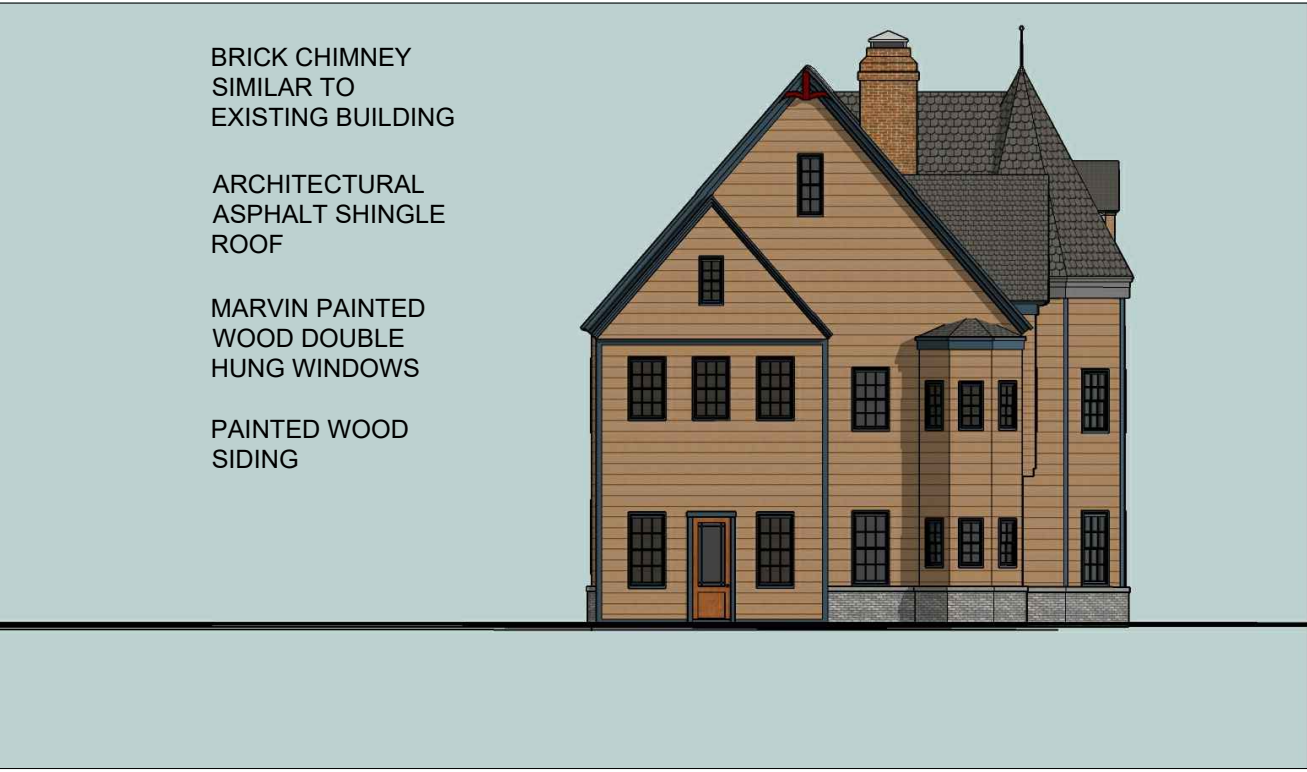 BRICK CHIMNEY
SIMILAR TO
EXISTING BUILDING
ARCHITECTURAL
ASPHALT SHINGLE
ROOF
MARVIN PAINTED
WOOD DOUBLE
HUNG WINDOWS
PAINTED WOOD
SIDING